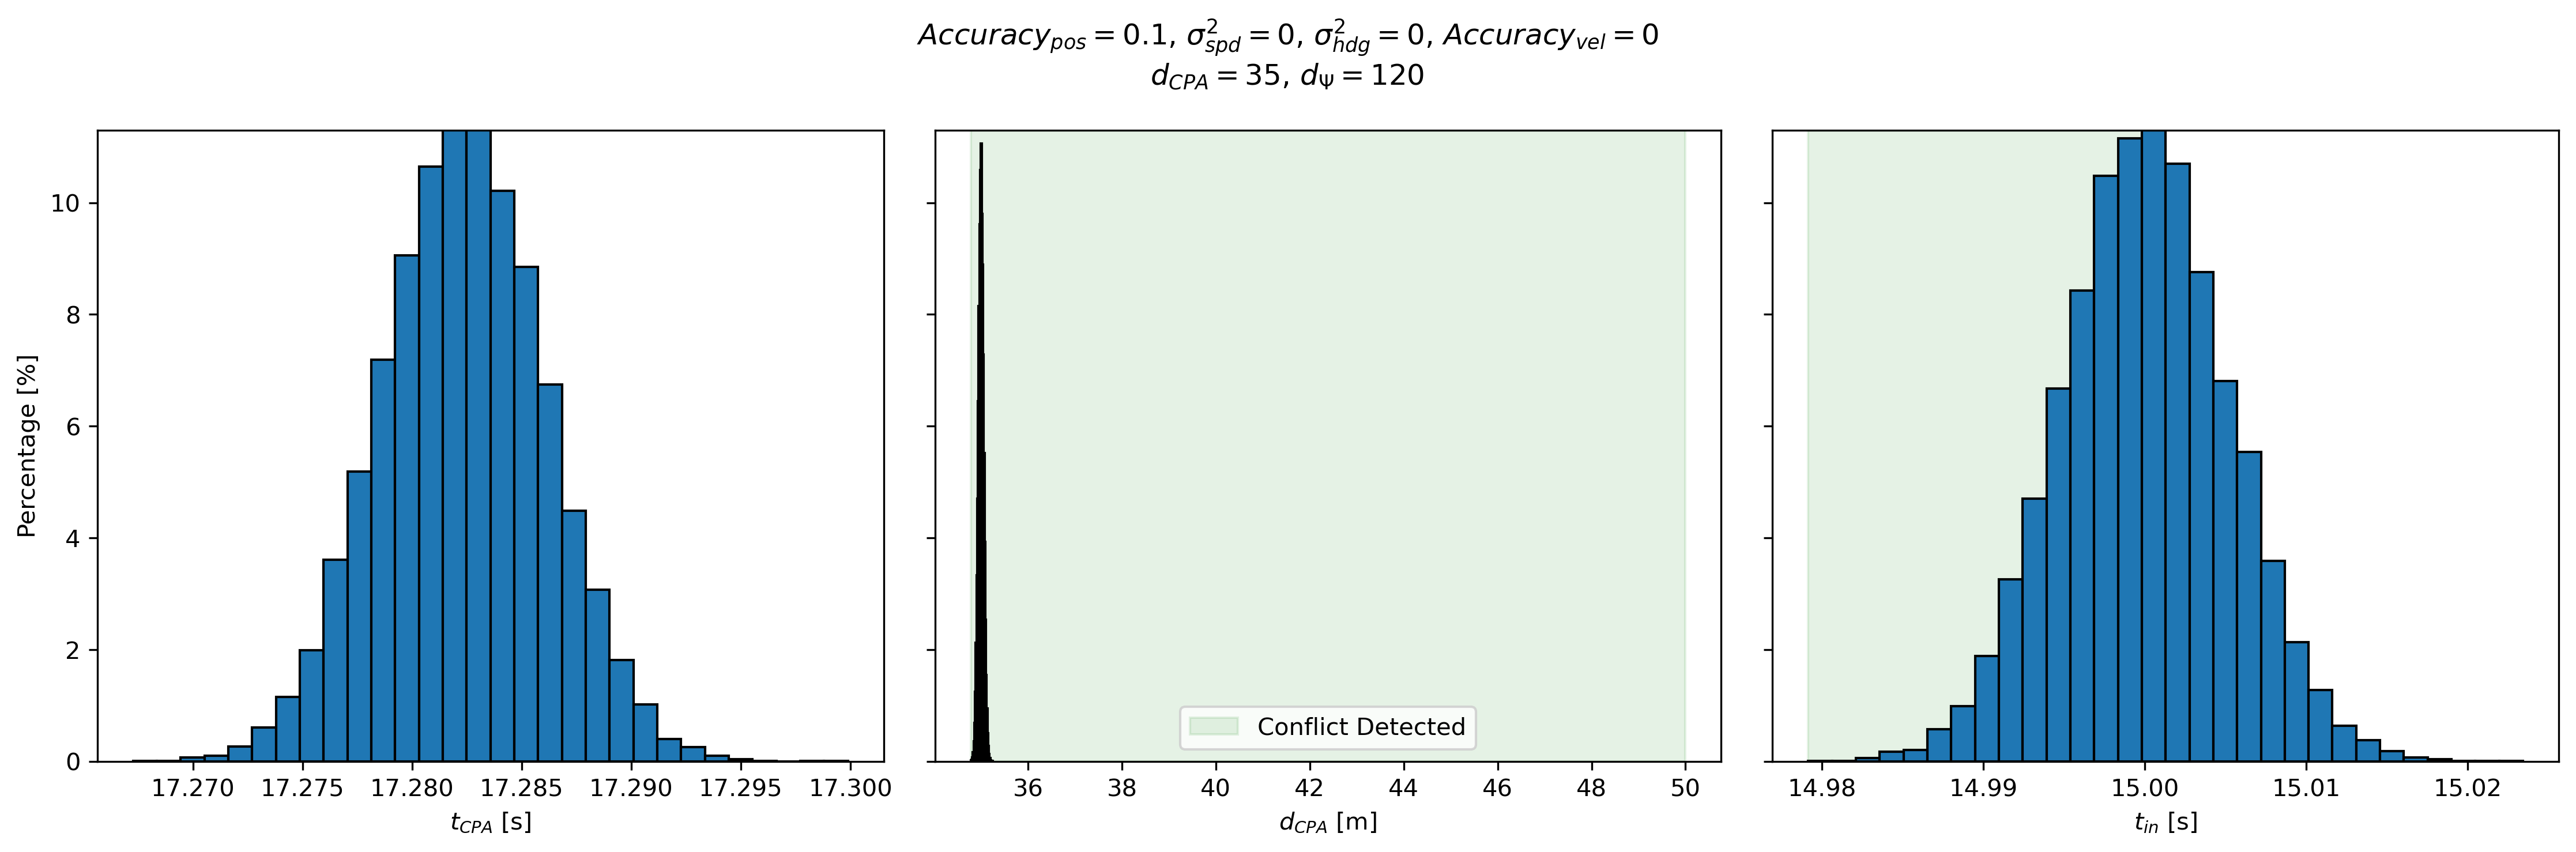 Accuracy_pos = 0.1, σ²_spd = 0, σ²_hdg = 0, Accuracy_vel = 0
d_CPA = 35, d_Ψ = 120
Percentage [%]
10
8
6
4
2
0
17.270 17.275 17.280 17.285 17.290 17.295 17.300
t_CPA [s]
Conflict Detected
36 38 40 42 44 46 48 50
d_CPA [m]
14.98 14.99 15.00 15.01 15.02
t_in [s]